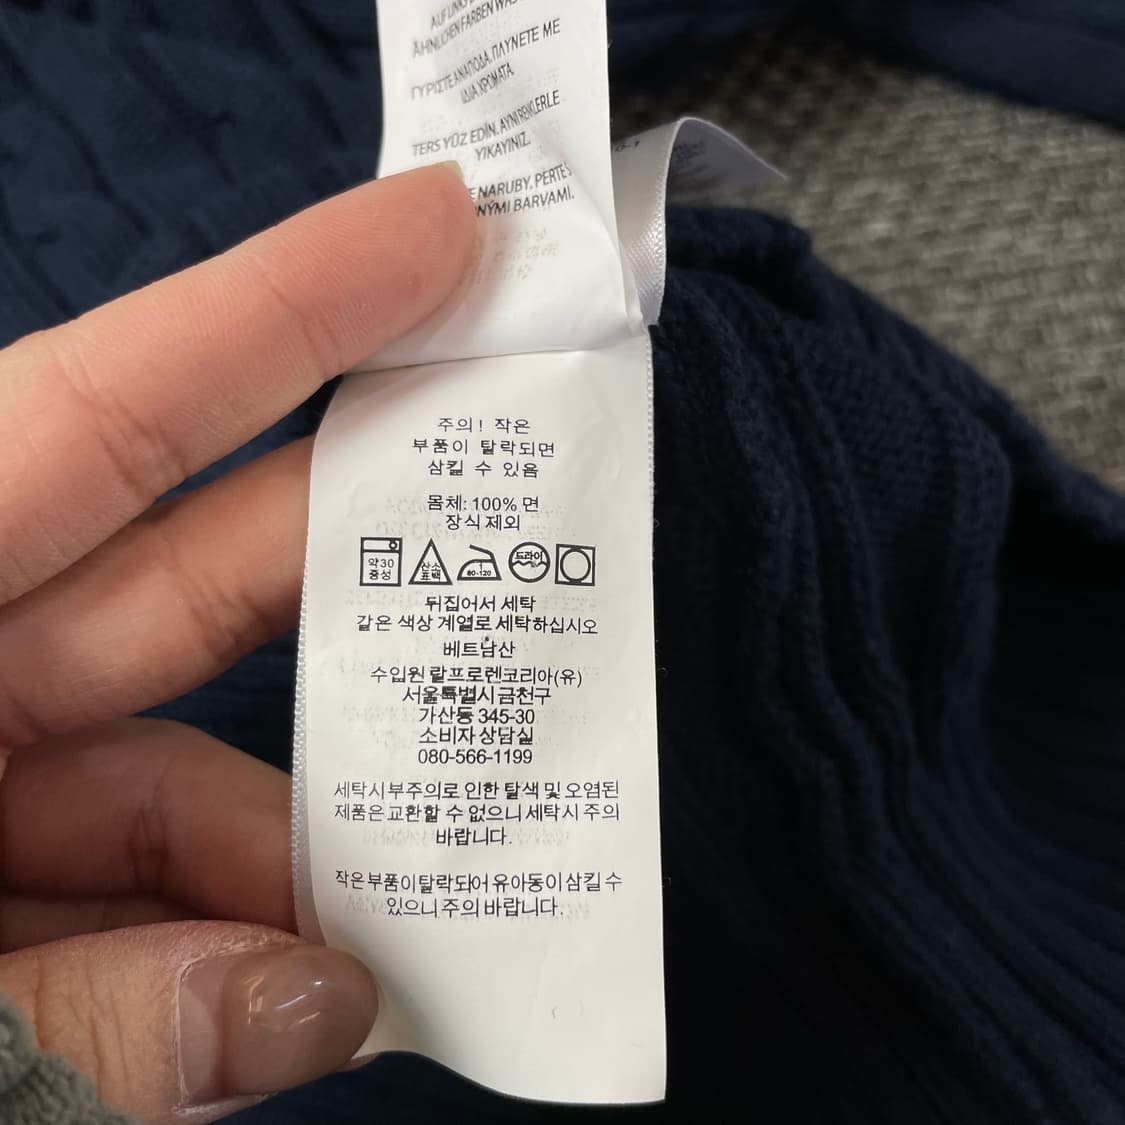 ÄHNLICHEN FARBEN WAS
ΓΥΡΙΣΤΕ ΑΝΑΠΟΔΑ. ΠΛΥΝΕΤΕ ΜΕ
ΙΔΙΑ ΧΡΩΜΑΤΑ.
TERS YÜZ EDİN. AYNI RENKLERLE
YIKAYINIZ.
NARUBY, PERTE S
NÝMI BARVAMI.
주의! 작은
부품이 탈락되면
삼킬 수 있음
몸체: 100% 면
장식 제외
약30
중성
산소
표백
80-120
드라이
뒤집어서 세탁
같은 색상 계열로 세탁하십시오
베트남산
수입원 랄프로렌코리아(유)
서울특별시 금천구
가산동 345-30
소비자 상담실
080-566-1199
세탁시 부주의로 인한 탈색 및 오염된
제품은 교환할 수 없으니 세탁시 주의
바랍니다.
작은 부품이 탈락되어 유아동이 삼킬 수
있으니 주의 바랍니다.